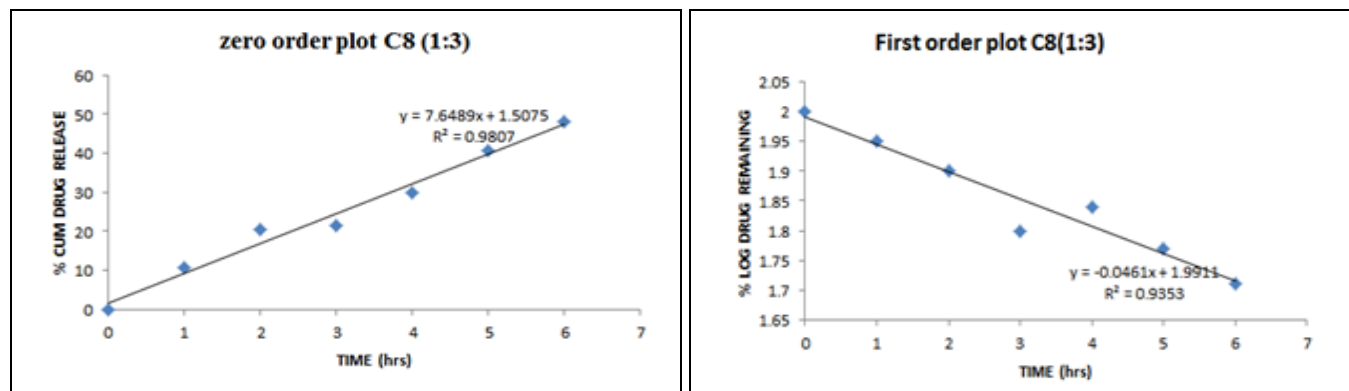 zero order plot C8 (1:3)
60
50
40
30
20
10
0
% CUM DRUG RELEASE
y = 7.6489x + 1.5075
R² = 0.9807
0 1 2 3 4 5 6 7
TIME (hrs)
First order plot C8(1:3)
2.05
2
1.95
1.9
1.85
1.8
1.75
1.7
1.65
% LOG DRUG REMAINING
y = -0.0461x + 1.9911
R² = 0.9353
0 1 2 3 4 5 6 7
TIME (hrs)